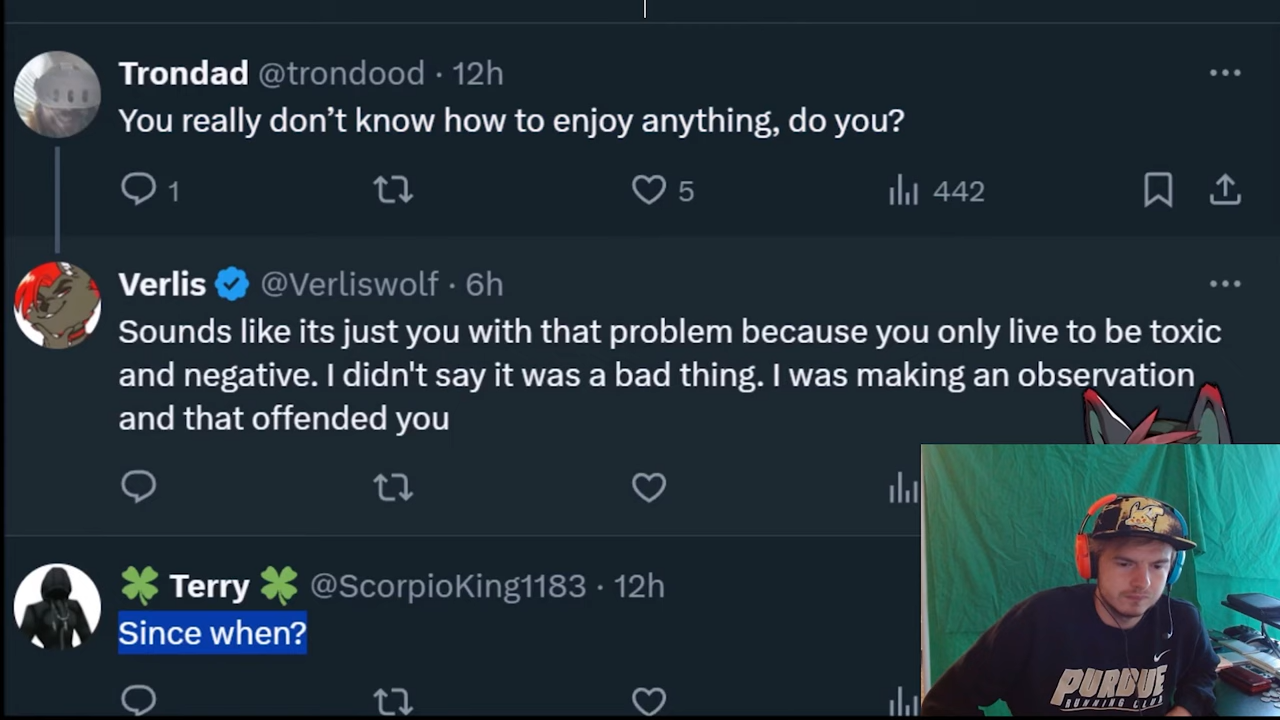 Trondad @trondood · 12h
You really don’t know how to enjoy anything, do you?
1 5 442
Verlis @Verliswolf · 6h
Sounds like its just you with that problem because you only live to be toxic
and negative. I didn't say it was a bad thing. I was making an observation
and that offended you
🍀 Terry 🍀 @ScorpioKing1183 · 12h
Since when?
PURDUE
RUNNING CLUB